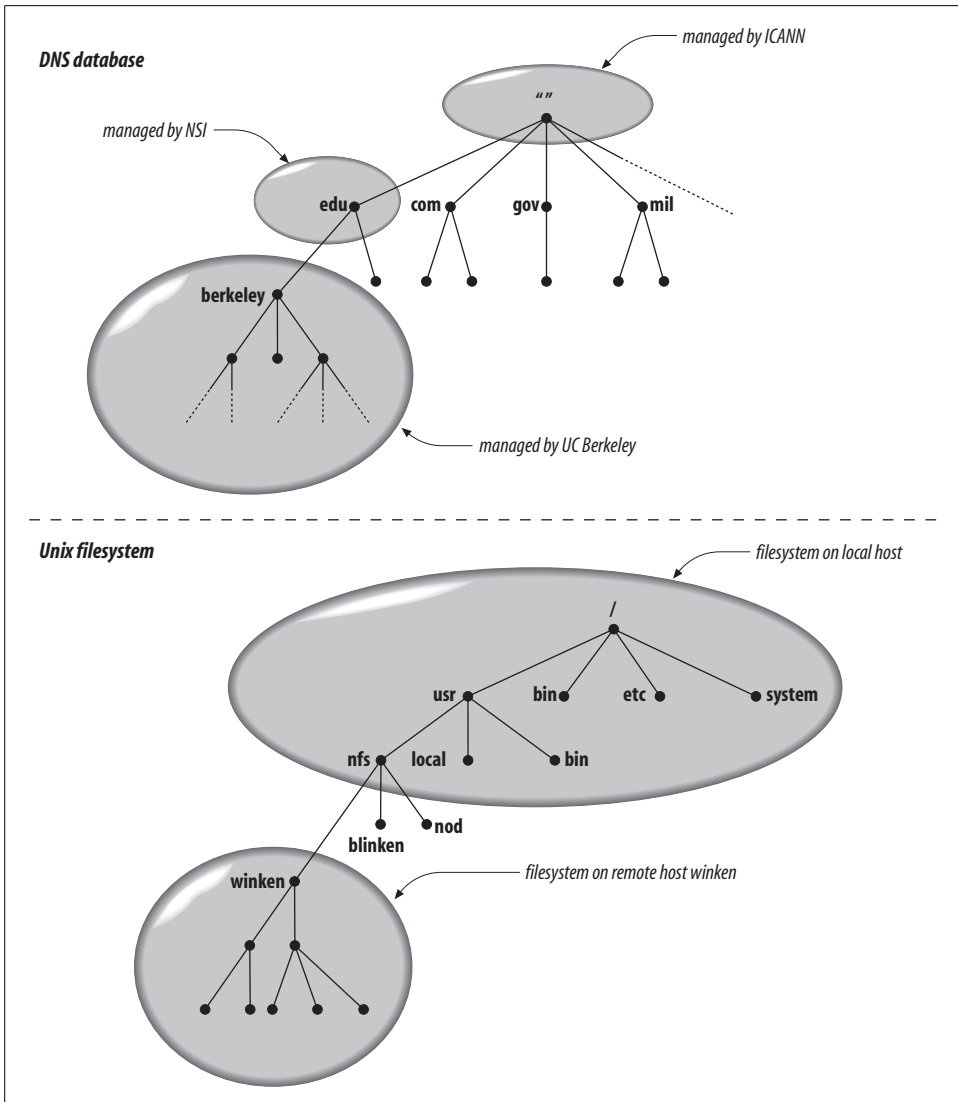 DNS database
managed by ICANN
“ ”
managed by NSI
edu
com
gov
mil
berkeley
managed by UC Berkeley
Unix filesystem
filesystem on local host
/
usr
bin
etc
system
nfs
local
bin
blinken
nod
winken
filesystem on remote host winken